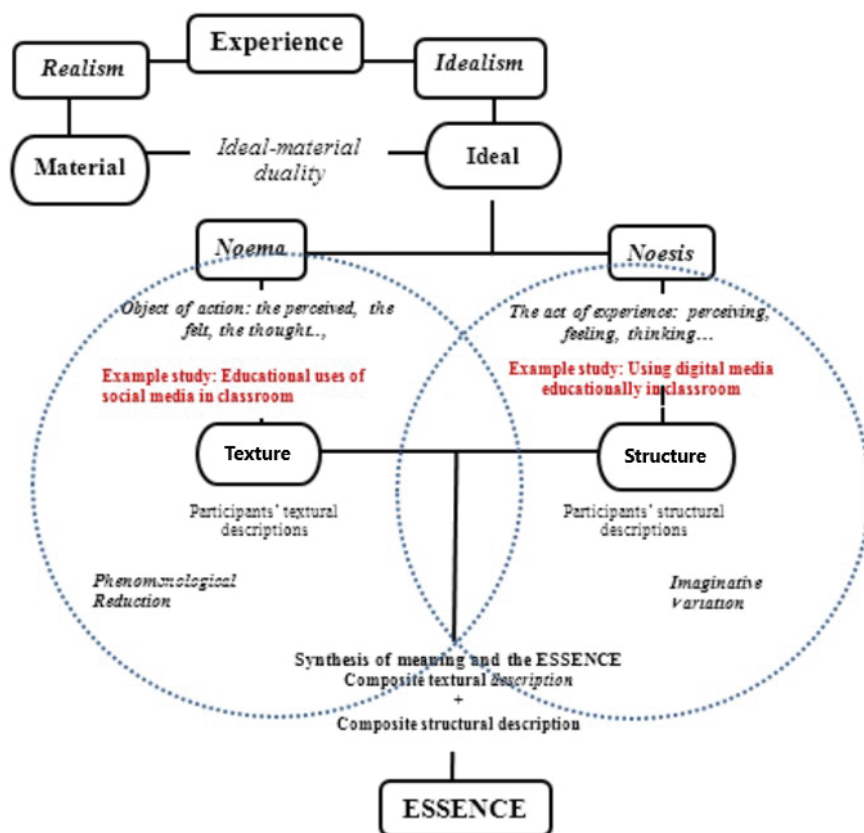 Experience
Realism
Idealism
Material
Ideal-material
duality
Ideal
Noema
Noesis
Object of action: the perceived, the
felt, the thought..,
The act of experience: perceiving,
feeling, thinking…
Example study: Educational uses of
social media in classroom
Example study: Using digital media
educationally in classroom
Texture
Structure
Participants’ textural
descriptions
Participants’ structural
descriptions
Phenomenological
Reduction
Imaginative
Variation
Synthesis of meaning and the ESSENCE
Composite textural description
+
Composite structural description
ESSENCE